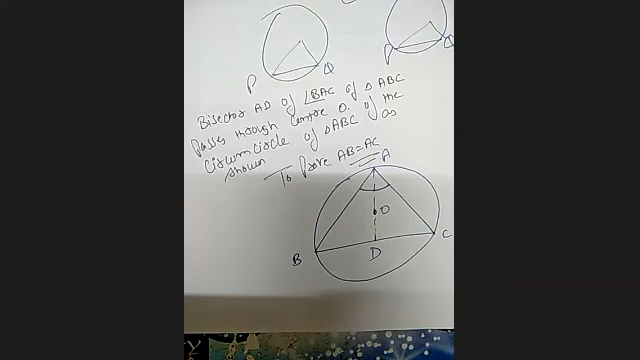 P Q
P Q
Bisector AD of ∠BAC of △ABC
passes through centre O of the
circumcircle of △ABC as
shown
To Prove AB=AC
A
O
B C
D